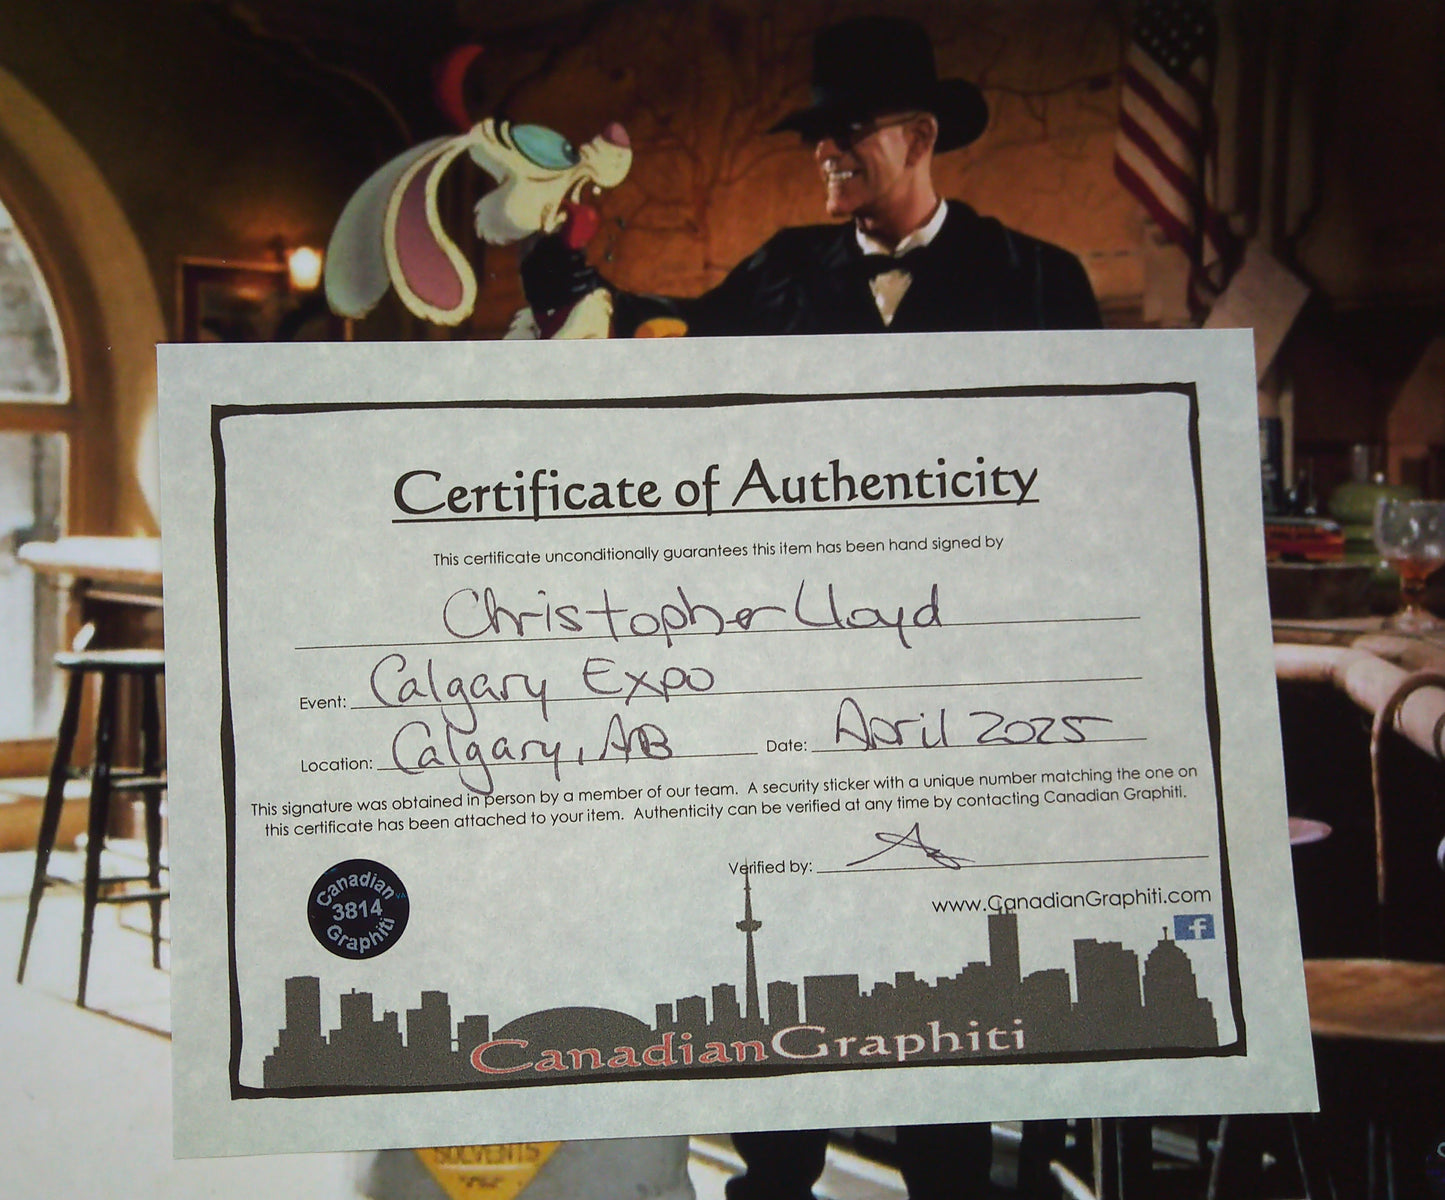 Certificate of Authenticity
This certificate unconditionally guarantees this item has been hand signed by
Christopher Lloyd
Event: Calgary Expo
Location: Calgary, AB Date: April 2025
This signature was obtained in person by a member of our team. A security sticker with a unique number matching the one on
this certificate has been attached to your item. Authenticity can be verified at any time by contacting Canadian Graphiti.
Verified by:
www.CanadianGraphiti.com
f
Canadian
3814
Graphiti
CanadianGraphiti
SOLVENTS